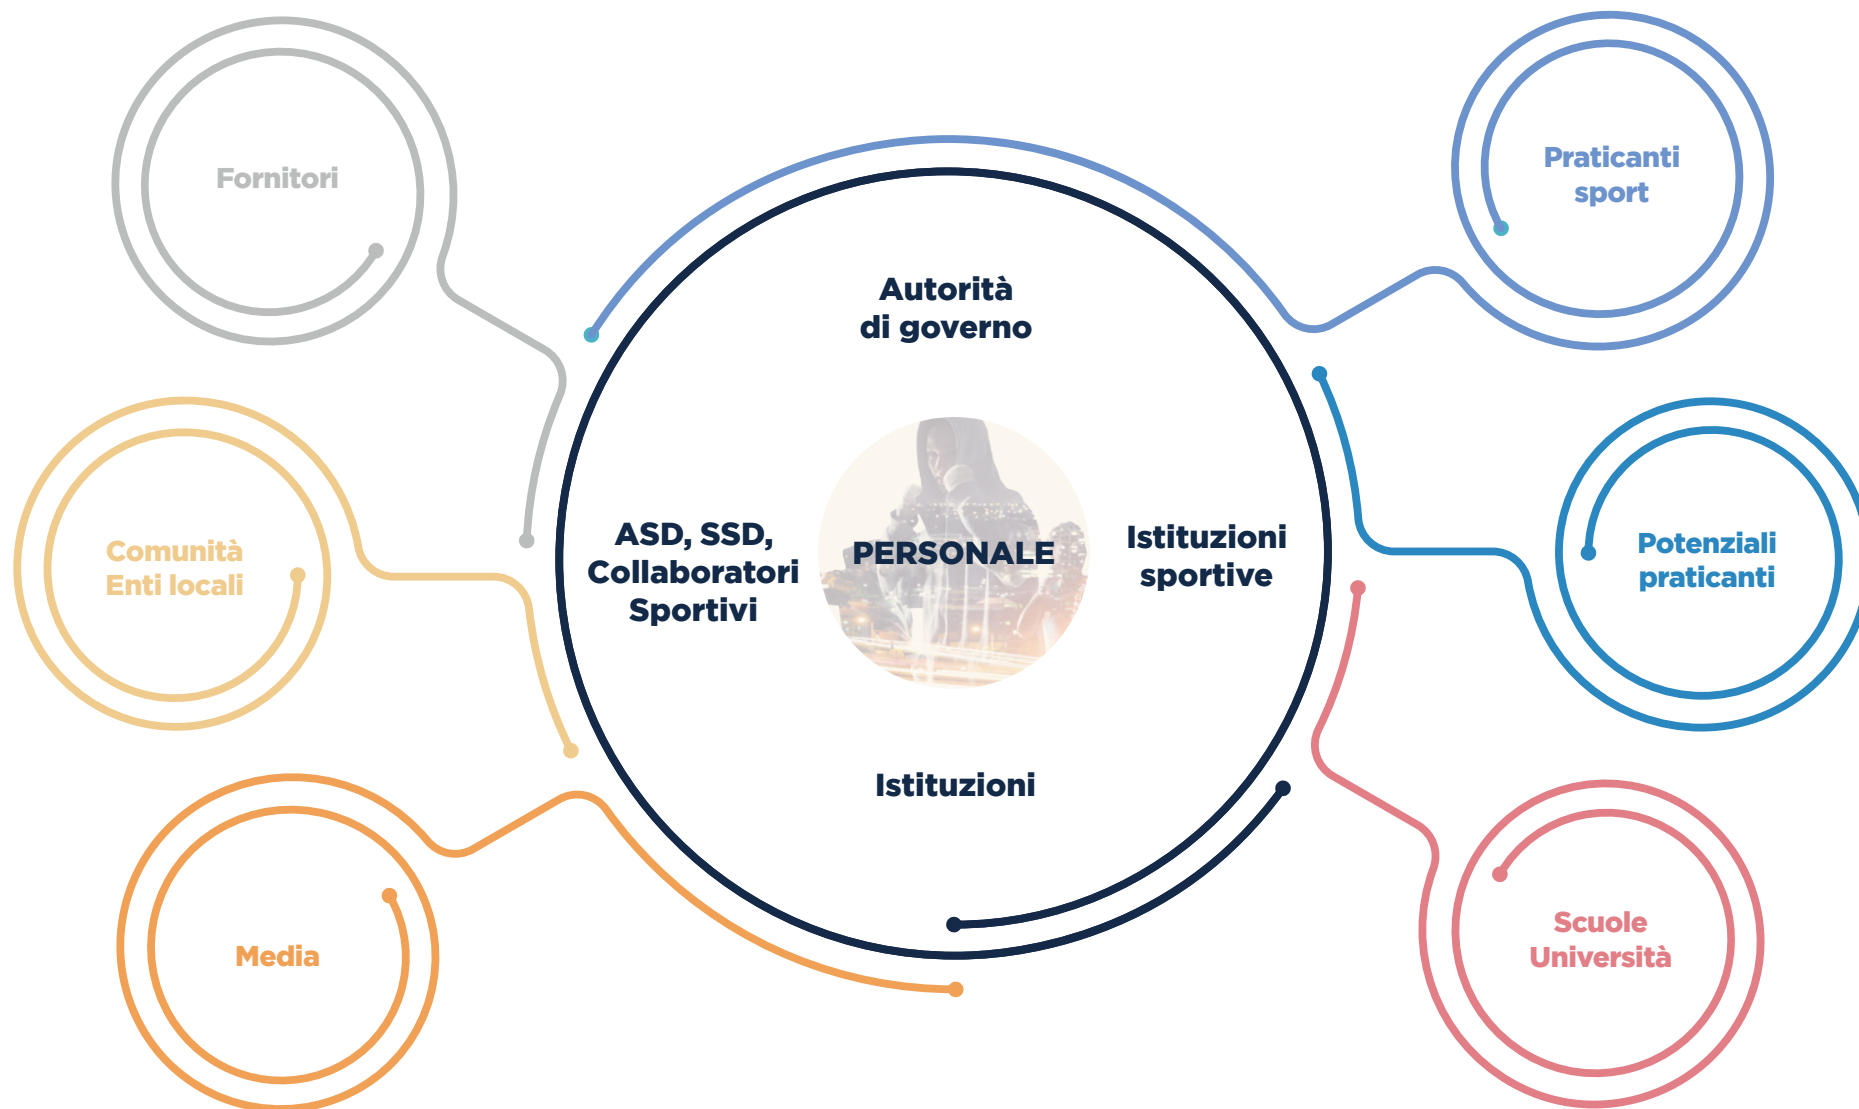 Fornitori
Praticanti
sport
Autorità
di governo
Comunità
Enti locali
ASD, SSD,
Collaboratori
Sportivi
PERSONALE
Istituzioni
sportive
Potenziali
praticanti
Istituzioni
Media
Scuole
Università